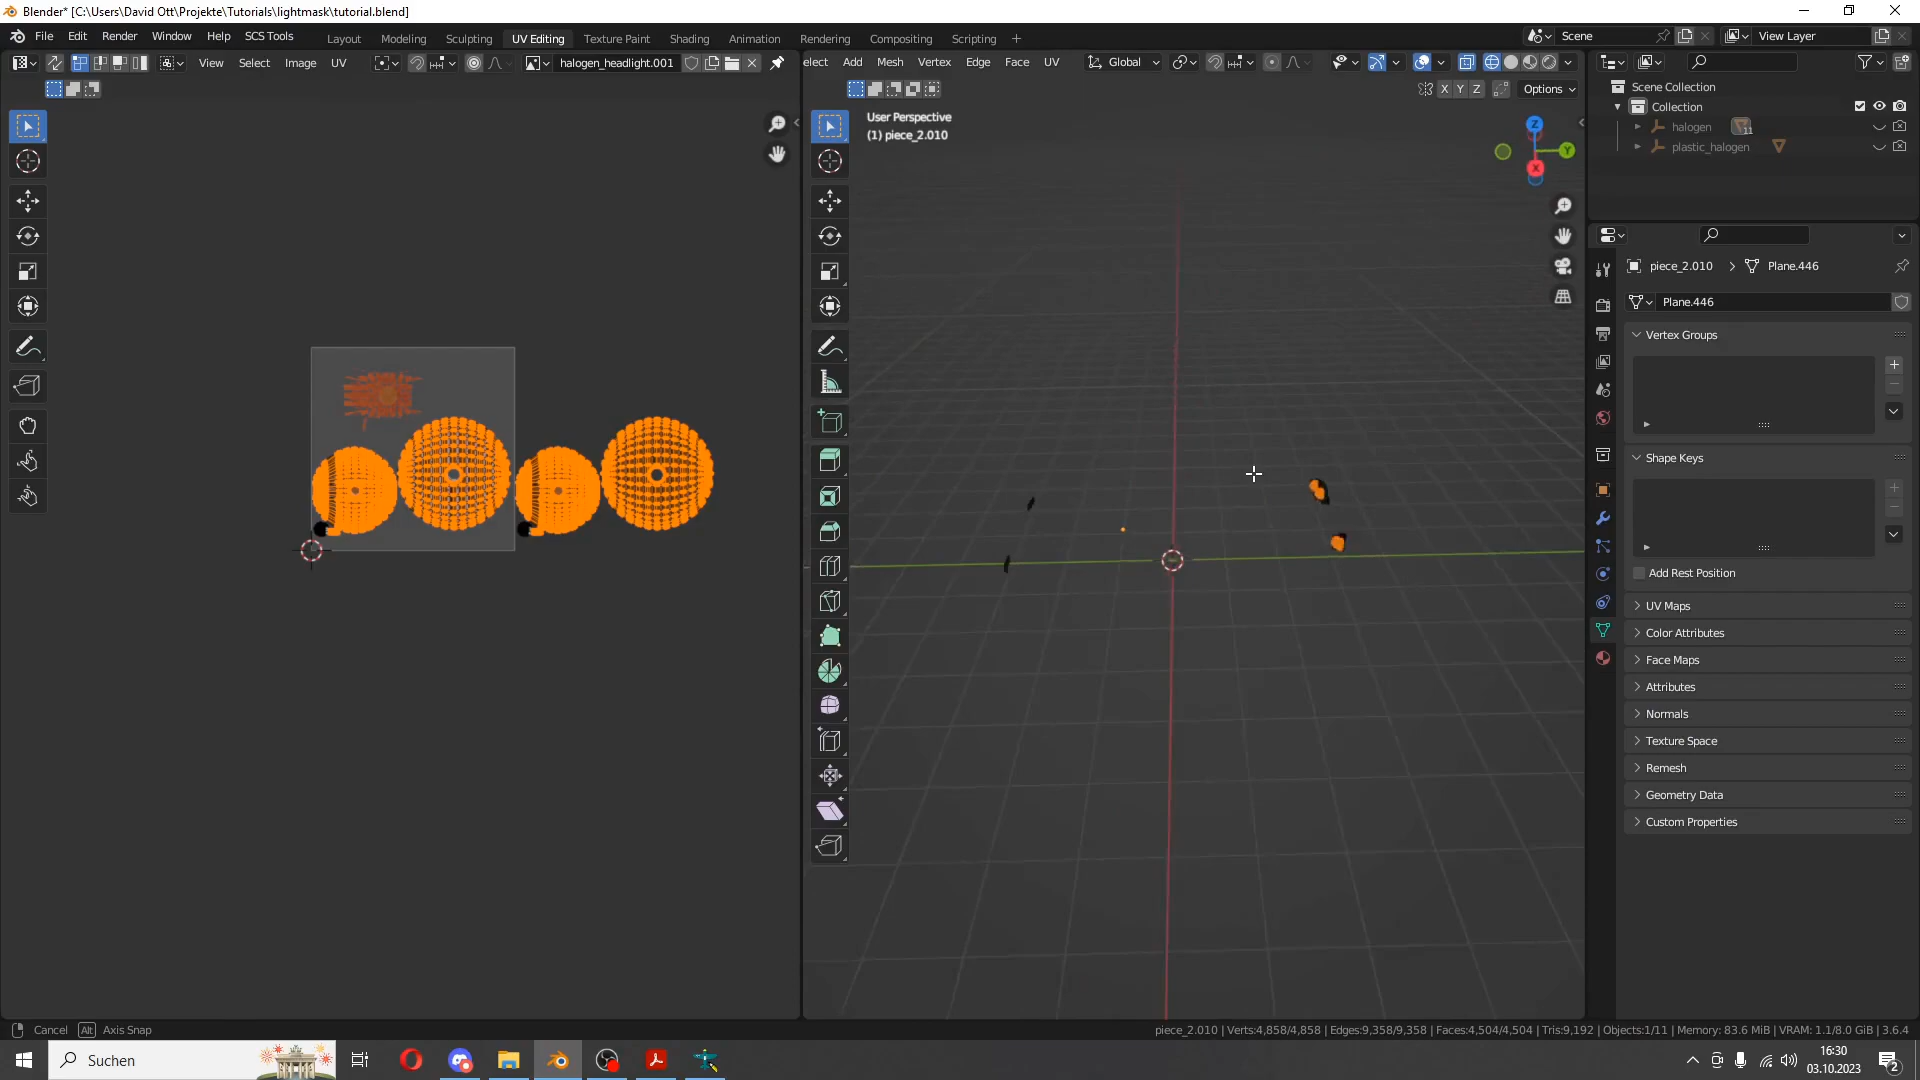 Blender* [C:\Users\David Ott\Projekte\Tutorials\lightmask\tutorial.blend]
File Edit Render Window Help SCS Tools
Layout Modeling Sculpting UV Editing Texture Paint Shading Animation Rendering Compositing Scripting +
Scene
View Layer
View Select Image UV
halogen_headlight.001
elect Add Mesh Vertex Edge Face UV
Global
X Y Z
Options
User Perspective
(1) piece_2.010
Z
Y
X
Scene Collection
Collection
halogen
11
plastic_halogen
piece_2.010 > Plane.446
Plane.446
Vertex Groups
Shape Keys
Add Rest Position
UV Maps
Color Attributes
Face Maps
Attributes
Normals
Texture Space
Remesh
Geometry Data
Custom Properties
Cancel Alt Axis Snap
piece_2.010 | Verts:4,858/4,858 | Edges:9,358/9,358 | Faces:4,504/4,504 | Tris:9,192 | Objects:1/11 | Memory: 83.6 MiB | VRAM: 1.1/8.0 GiB | 3.6.4
Suchen
16:30
03.10.2023
2